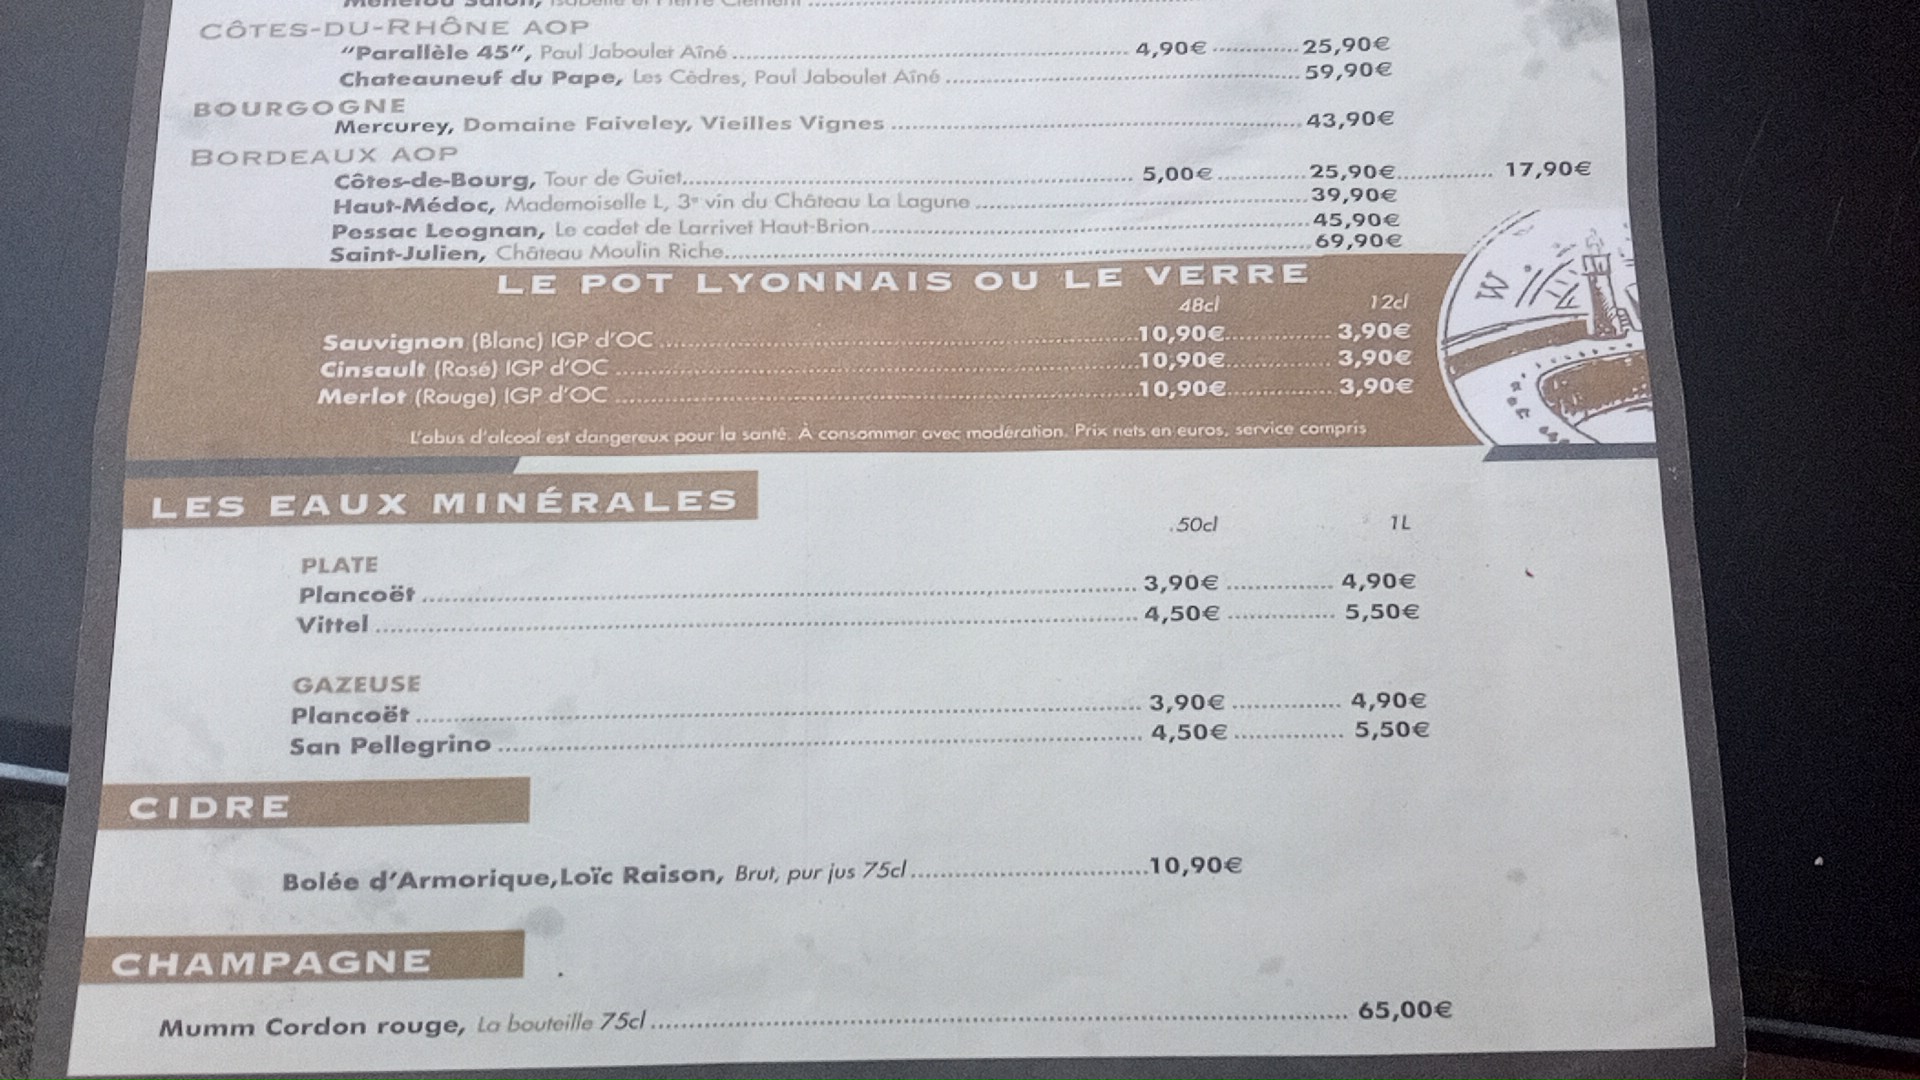 Menetou Salon, Isabelle et Pierre Clément
CÔTES-DU-RHÔNE AOP
"Parallèle 45", Paul Jaboulet Aîné 4,90€ 25,90€
Chateauneuf du Pape, Les Cèdres, Paul Jaboulet Aîné 59,90€
BOURGOGNE
Mercurey, Domaine Faiveley, Vieilles Vignes 43,90€
BORDEAUX AOP
Côtes-de-Bourg, Tour de Guiet 5,00€ 25,90€ 17,90€
Haut-Médoc, Mademoiselle L, 3e vin du Château La Lagune 39,90€
Pessac Leognan, Le cadet de Larrivet Haut-Brion 45,90€
Saint-Julien, Château Moulin Riche 69,90€
LE POT LYONNAIS OU LE VERRE
48cl 12cl
Sauvignon (Blanc) IGP d'OC 10,90€ 3,90€
Cinsault (Rosé) IGP d'OC 10,90€ 3,90€
Merlot (Rouge) IGP d'OC 10,90€ 3,90€
L'abus d'alcool est dangereux pour la santé. À consommer avec modération. Prix nets en euros, service compris
W
LES EAUX MINÉRALES
50cl 1L
PLATE
Plancoët 3,90€ 4,90€
Vittel 4,50€ 5,50€
GAZEUSE
Plancoët 3,90€ 4,90€
San Pellegrino 4,50€ 5,50€
CIDRE
Bolée d'Armorique,Loïc Raison, Brut, pur jus 75cl 10,90€
CHAMPAGNE
Mumm Cordon rouge, La bouteille 75cl 65,00€